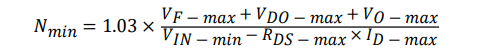 N_min = 1.03 × (V_F-max + V_DO-max + V_O-max) / (V_IN-min - R_DS-max × I_D-max)